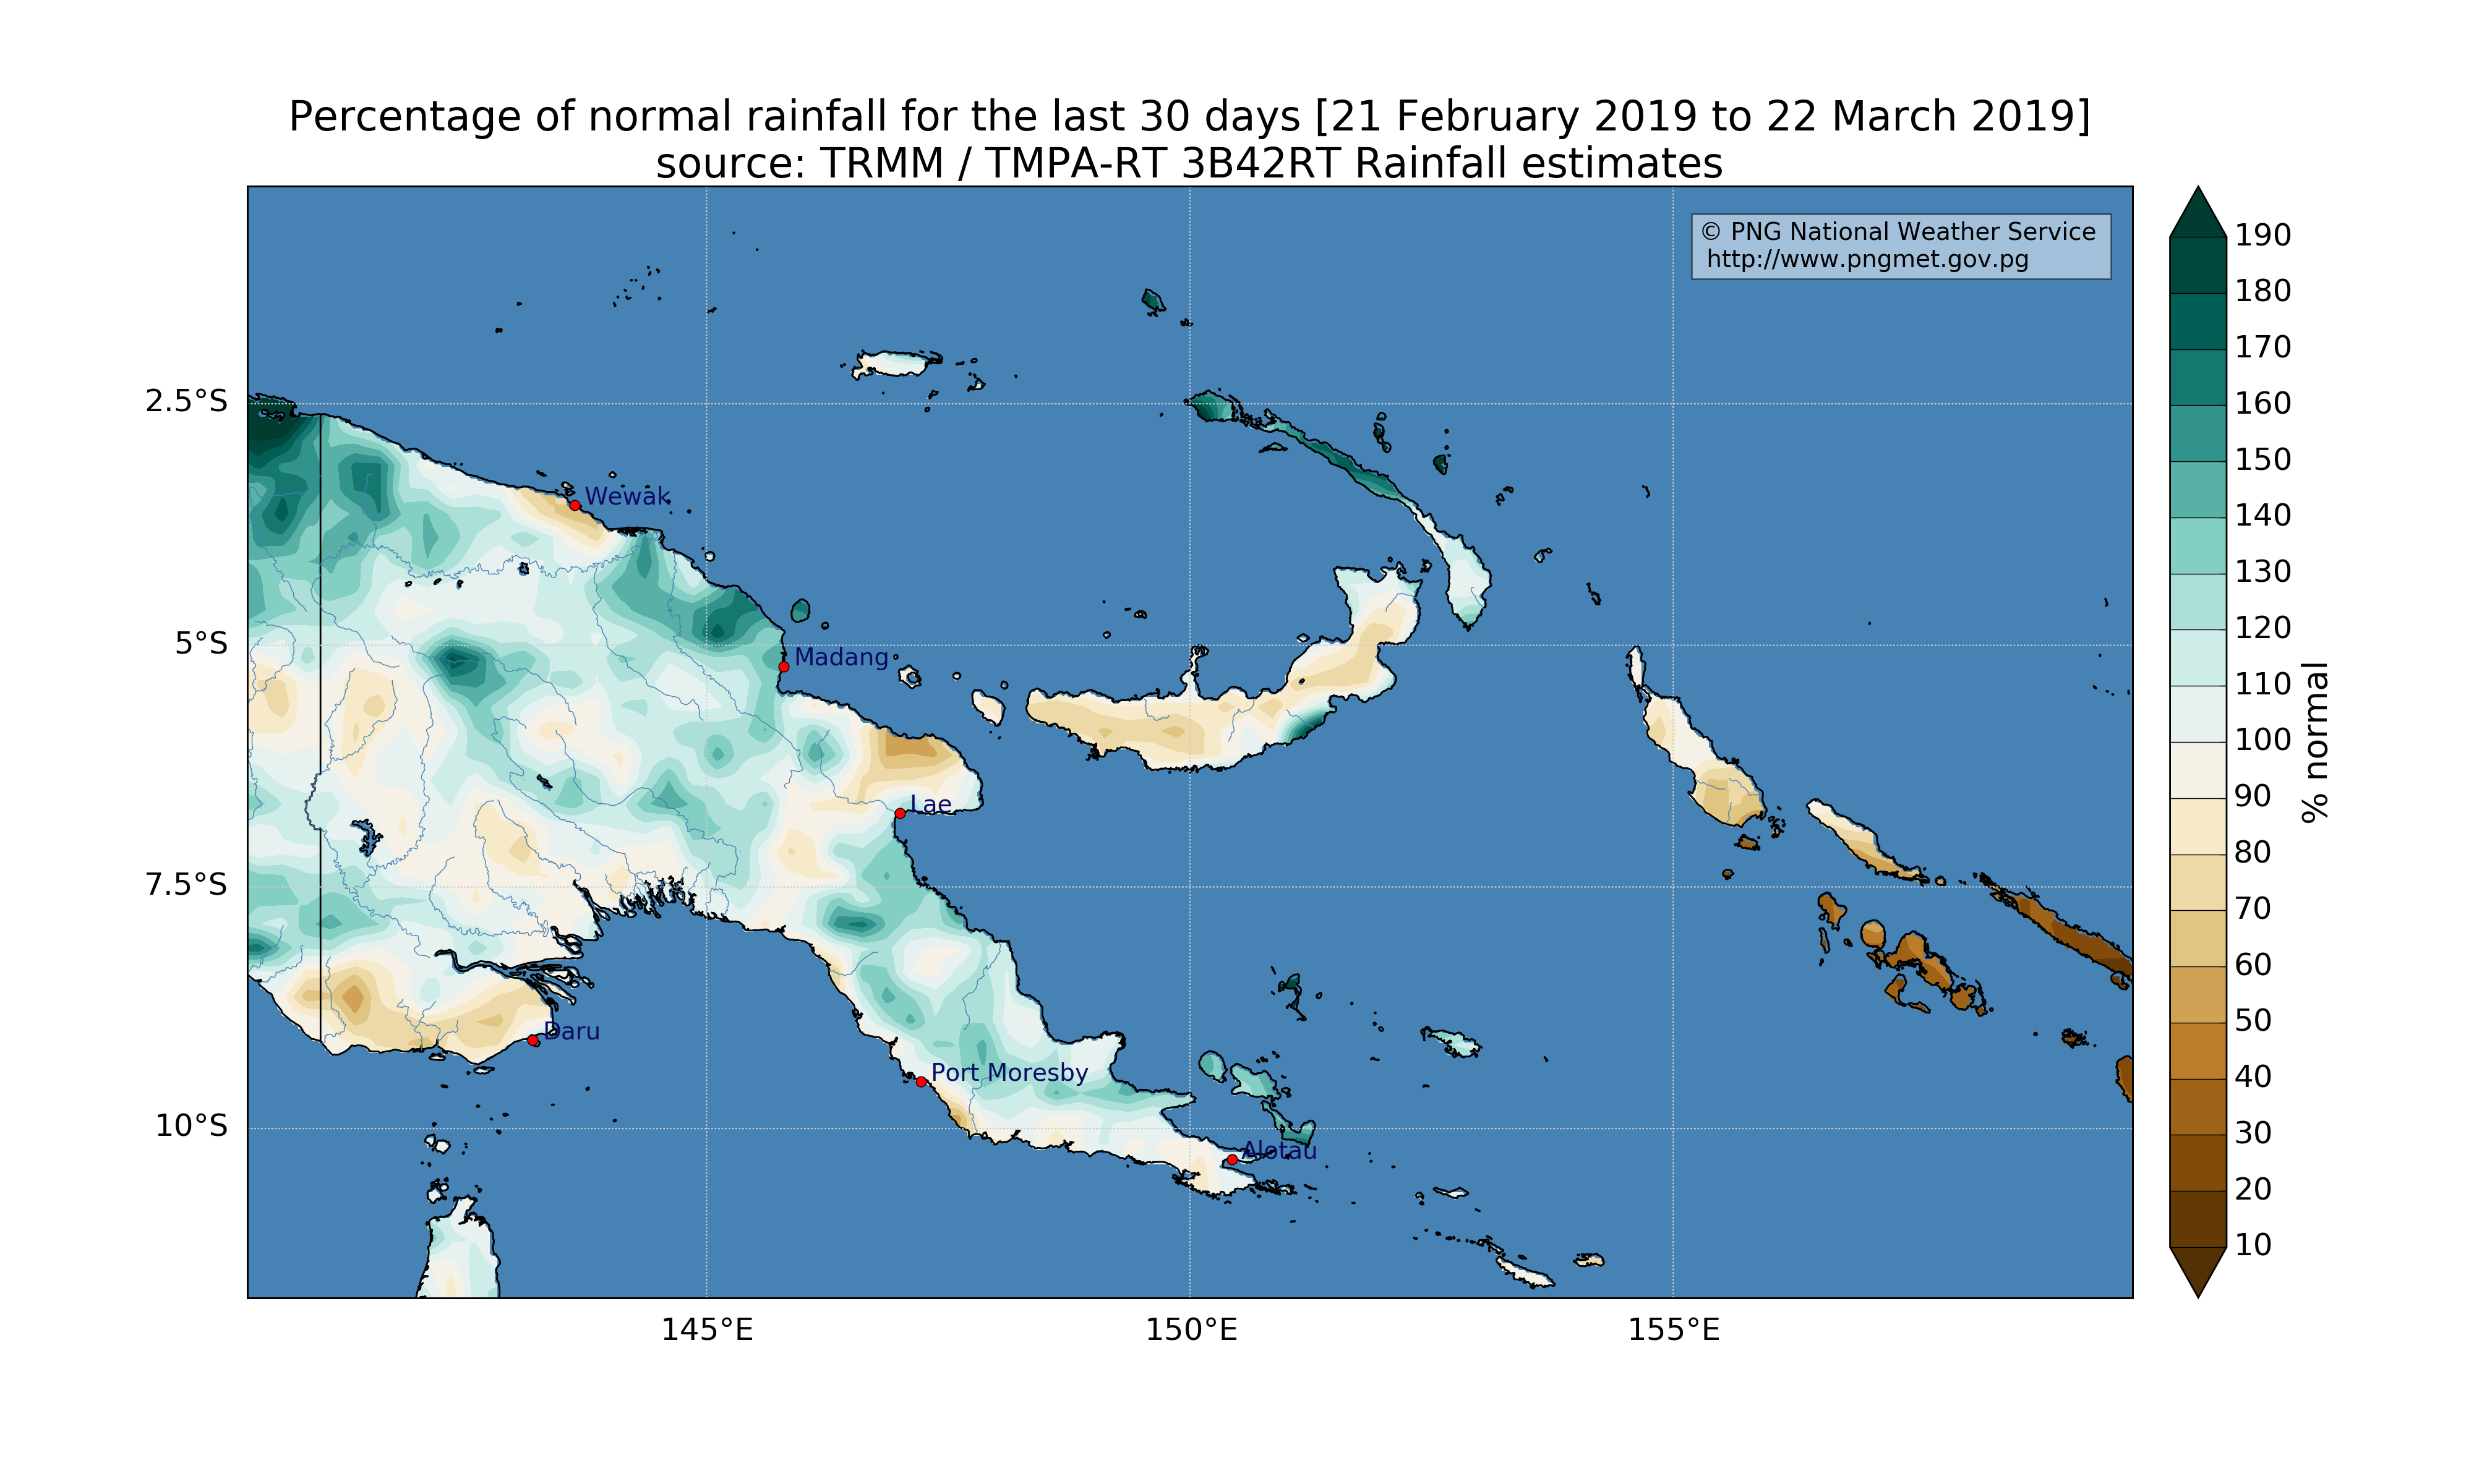 Percentage of normal rainfall for the last 30 days [21 February 2019 to 22 March 2019]
source: TRMM / TMPA-RT 3B42RT Rainfall estimates
© PNG National Weather Service
http://www.pngmet.gov.pg
190
180
170
160
150
140
130
120
110
100
90
80
70
60
50
40
30
20
10
% normal
2.5°S
5°S
7.5°S
10°S
Wewak
Madang
Lae
Daru
Port Moresby
Alotau
145°E
150°E
155°E